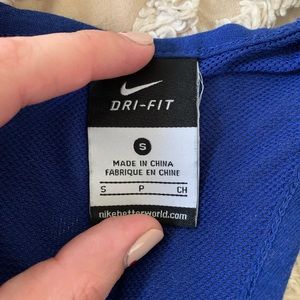 DRI-FIT
S
MADE IN CHINA
FABRIQUE EN CHINE
S P CH
nikebetterworld.com